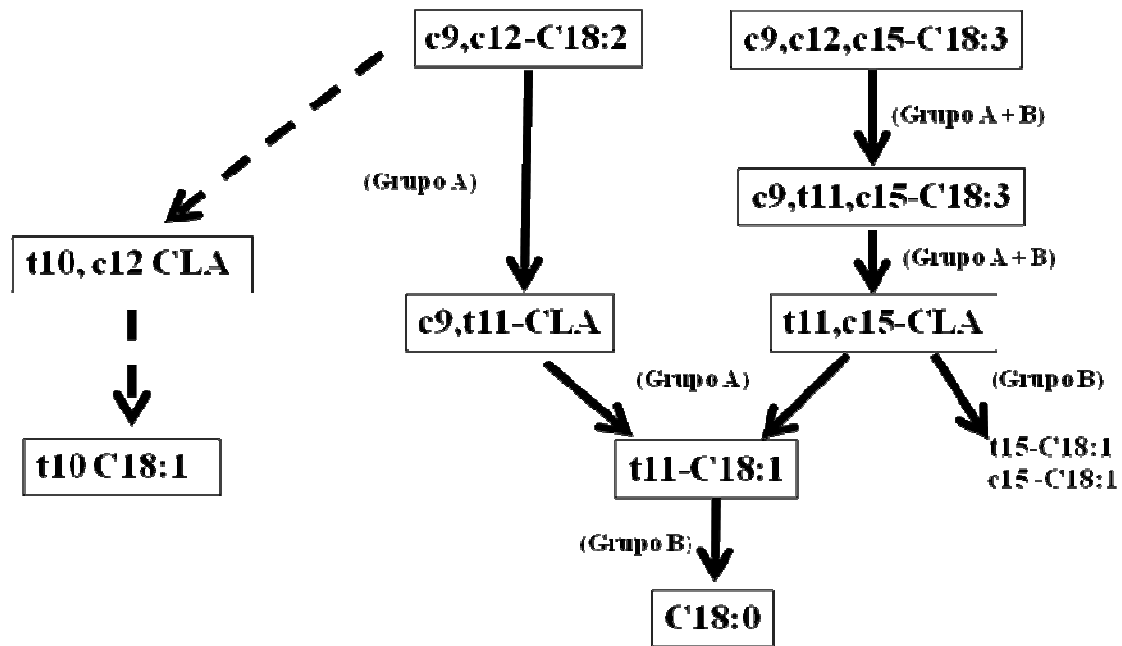 c9,c12-C18:2
c9,c12,c15-C18:3
(Grupo A + B)
(Grupo A)
c9,t11,c15-C18:3
t10, c12 CLA
(Grupo A + B)
c9,t11-CLA
t11,c15-CLA
(Grupo A)
(Grupo B)
t10 C18:1
t11-C18:1
t15-C18:1
c15 -C18:1
(Grupo B)
C18:0